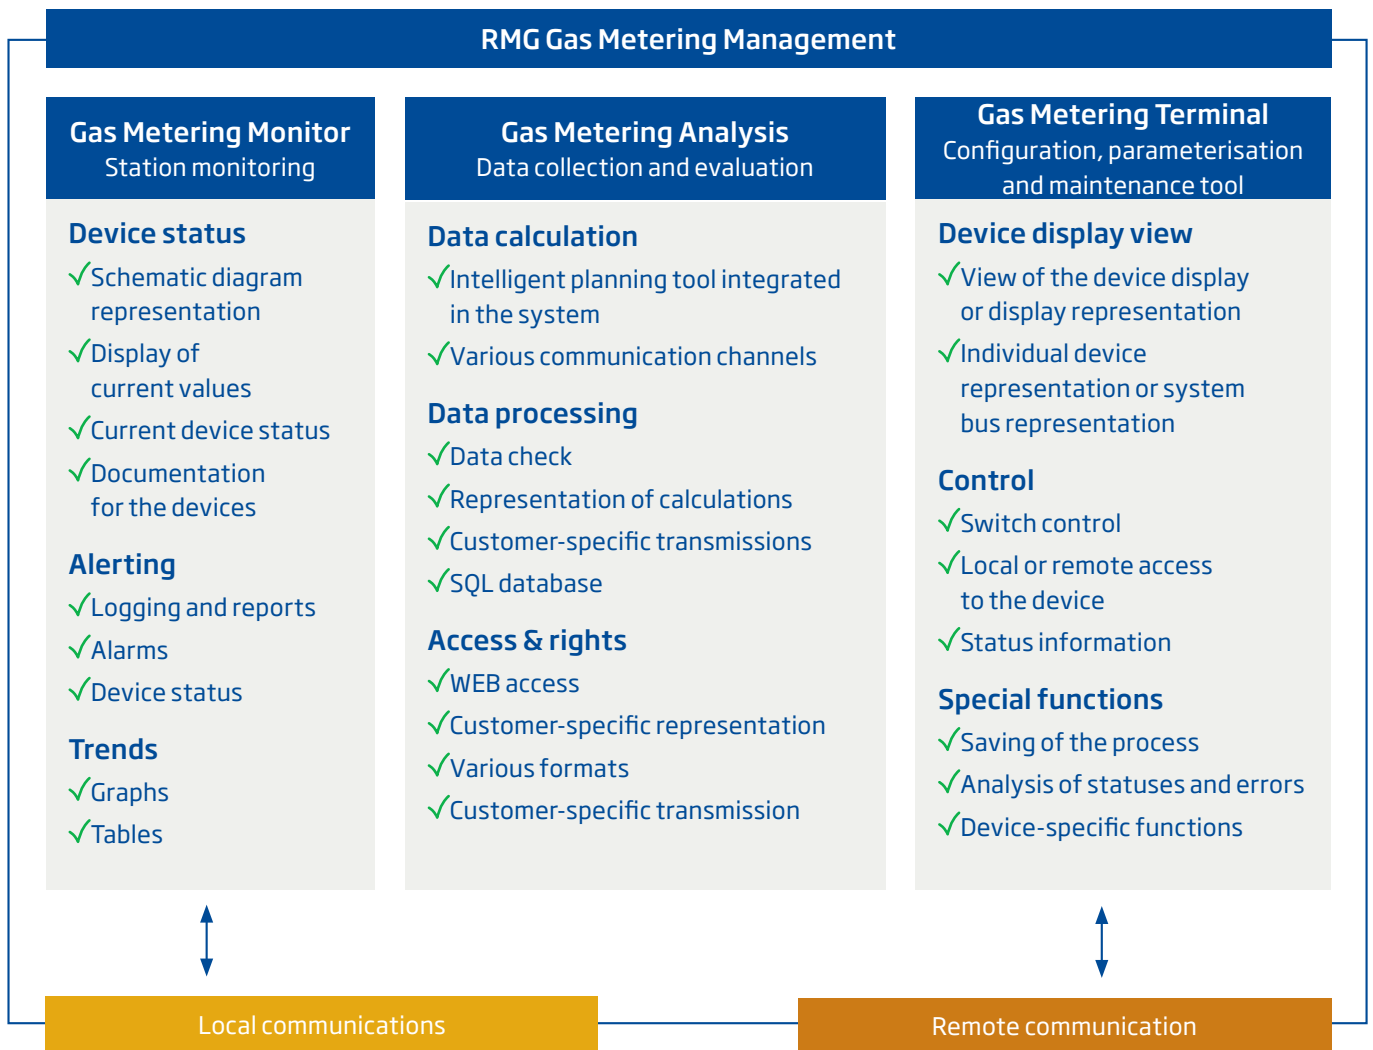 RMG Gas Metering Management
Gas Metering Monitor
Station monitoring
Device status
Schematic diagram
representation
Display of
current values
Current device status
Documentation
for the devices
Alerting
Logging and reports
Alarms
Device status
Trends
Graphs
Tables
Gas Metering Analysis
Data collection and evaluation
Data calculation
Intelligent planning tool integrated
in the system
Various communication channels
Data processing
Data check
Representation of calculations
Customer-specific transmissions
SQL database
Access & rights
WEB access
Customer-specific representation
Various formats
Customer-specific transmission
Gas Metering Terminal
Configuration, parameterisation
and maintenance tool
Device display view
View of the device display
or display representation
Individual device
representation or system
bus representation
Control
Switch control
Local or remote access
to the device
Status information
Special functions
Saving of the process
Analysis of statuses and errors
Device-specific functions
Local communications
Remote communication